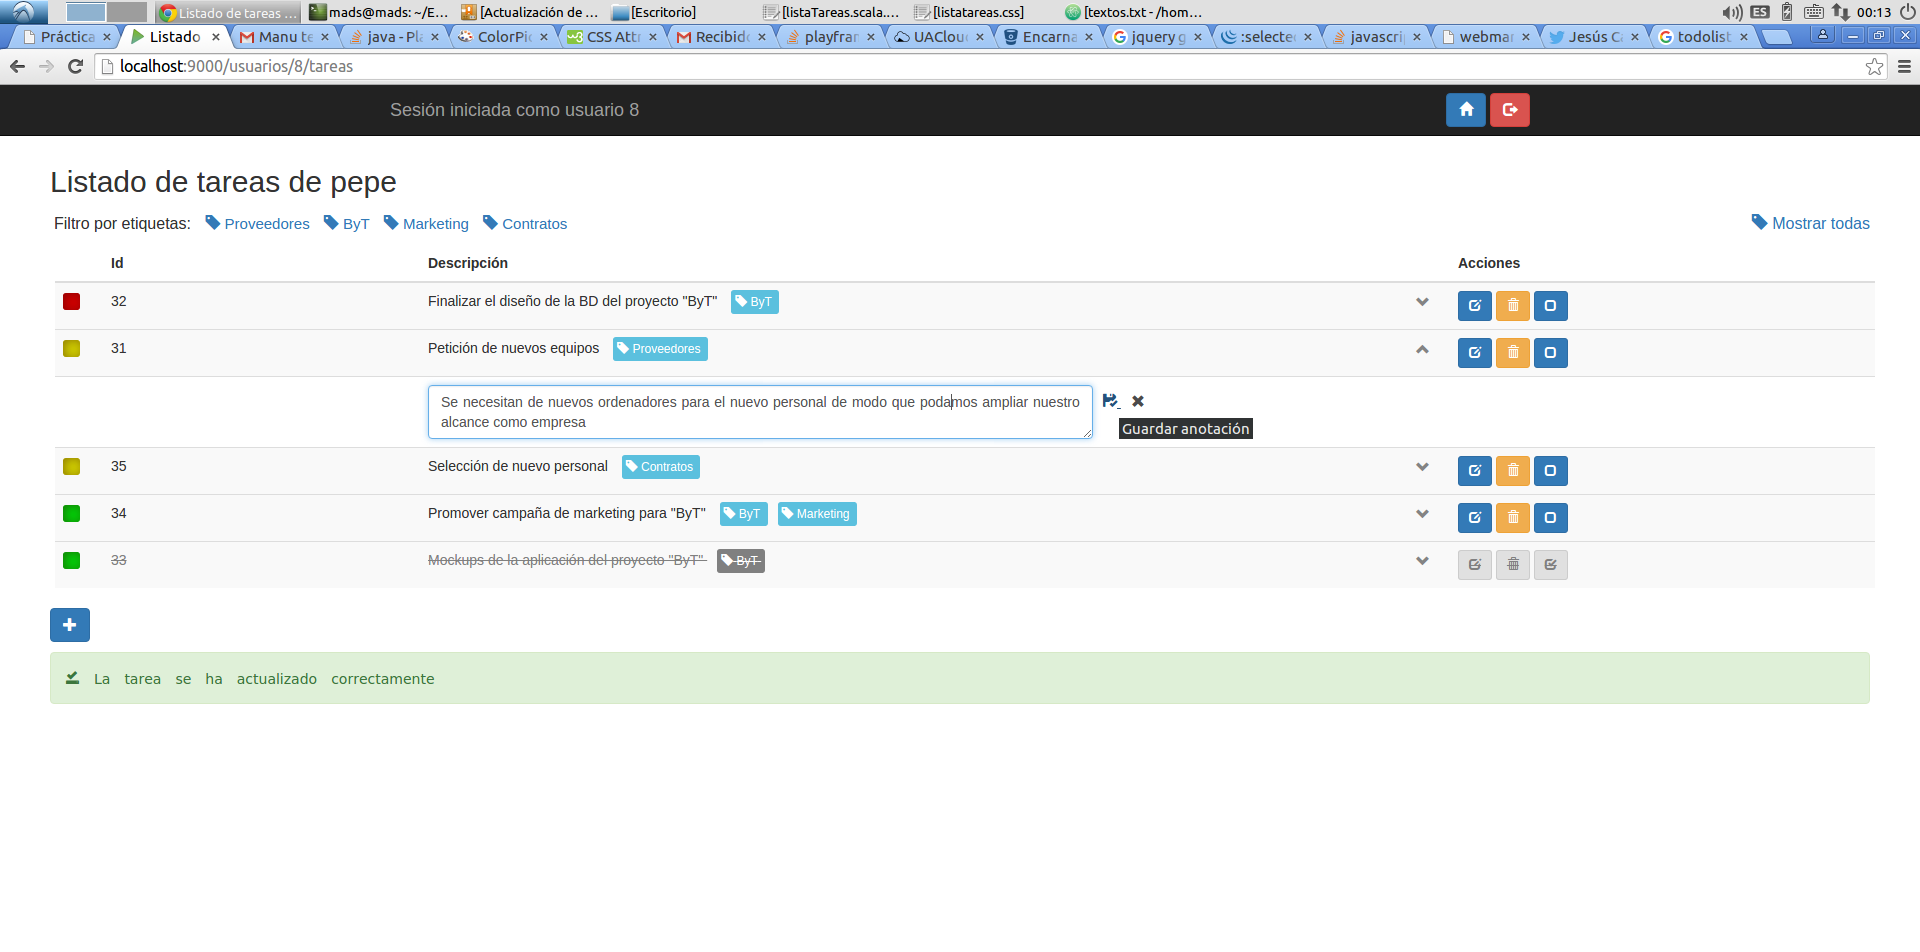 Listado de tareas ...
mads@mads: ~/E...
[Actualización de ...
[Escritorio]
[listaTareas.scala....
[listatareas.css]
[textos.txt - /hom...
ES
00:13
Práctica
Listado
Manu te
java - Pla
ColorPic
CSS Attr
Recibido
playfran
UACloud
Encarna
jquery g
:selected
javascrip
webmar
Jesús Ca
todolist
localhost:9000/usuarios/8/tareas
Sesión iniciada como usuario 8
Listado de tareas de pepe
Filtro por etiquetas: Proveedores ByT Marketing Contratos Mostrar todas
Id Descripción Acciones
32 Finalizar el diseño de la BD del proyecto "ByT" ByT
31 Petición de nuevos equipos Proveedores
Se necesitan de nuevos ordenadores para el nuevo personal de modo que podamos ampliar nuestro
alcance como empresa
Guardar anotación
35 Selección de nuevo personal Contratos
34 Promover campaña de marketing para "ByT" ByT Marketing
33 Mockups de la aplicación del proyecto "ByT" ByT
La tarea se ha actualizado correctamente